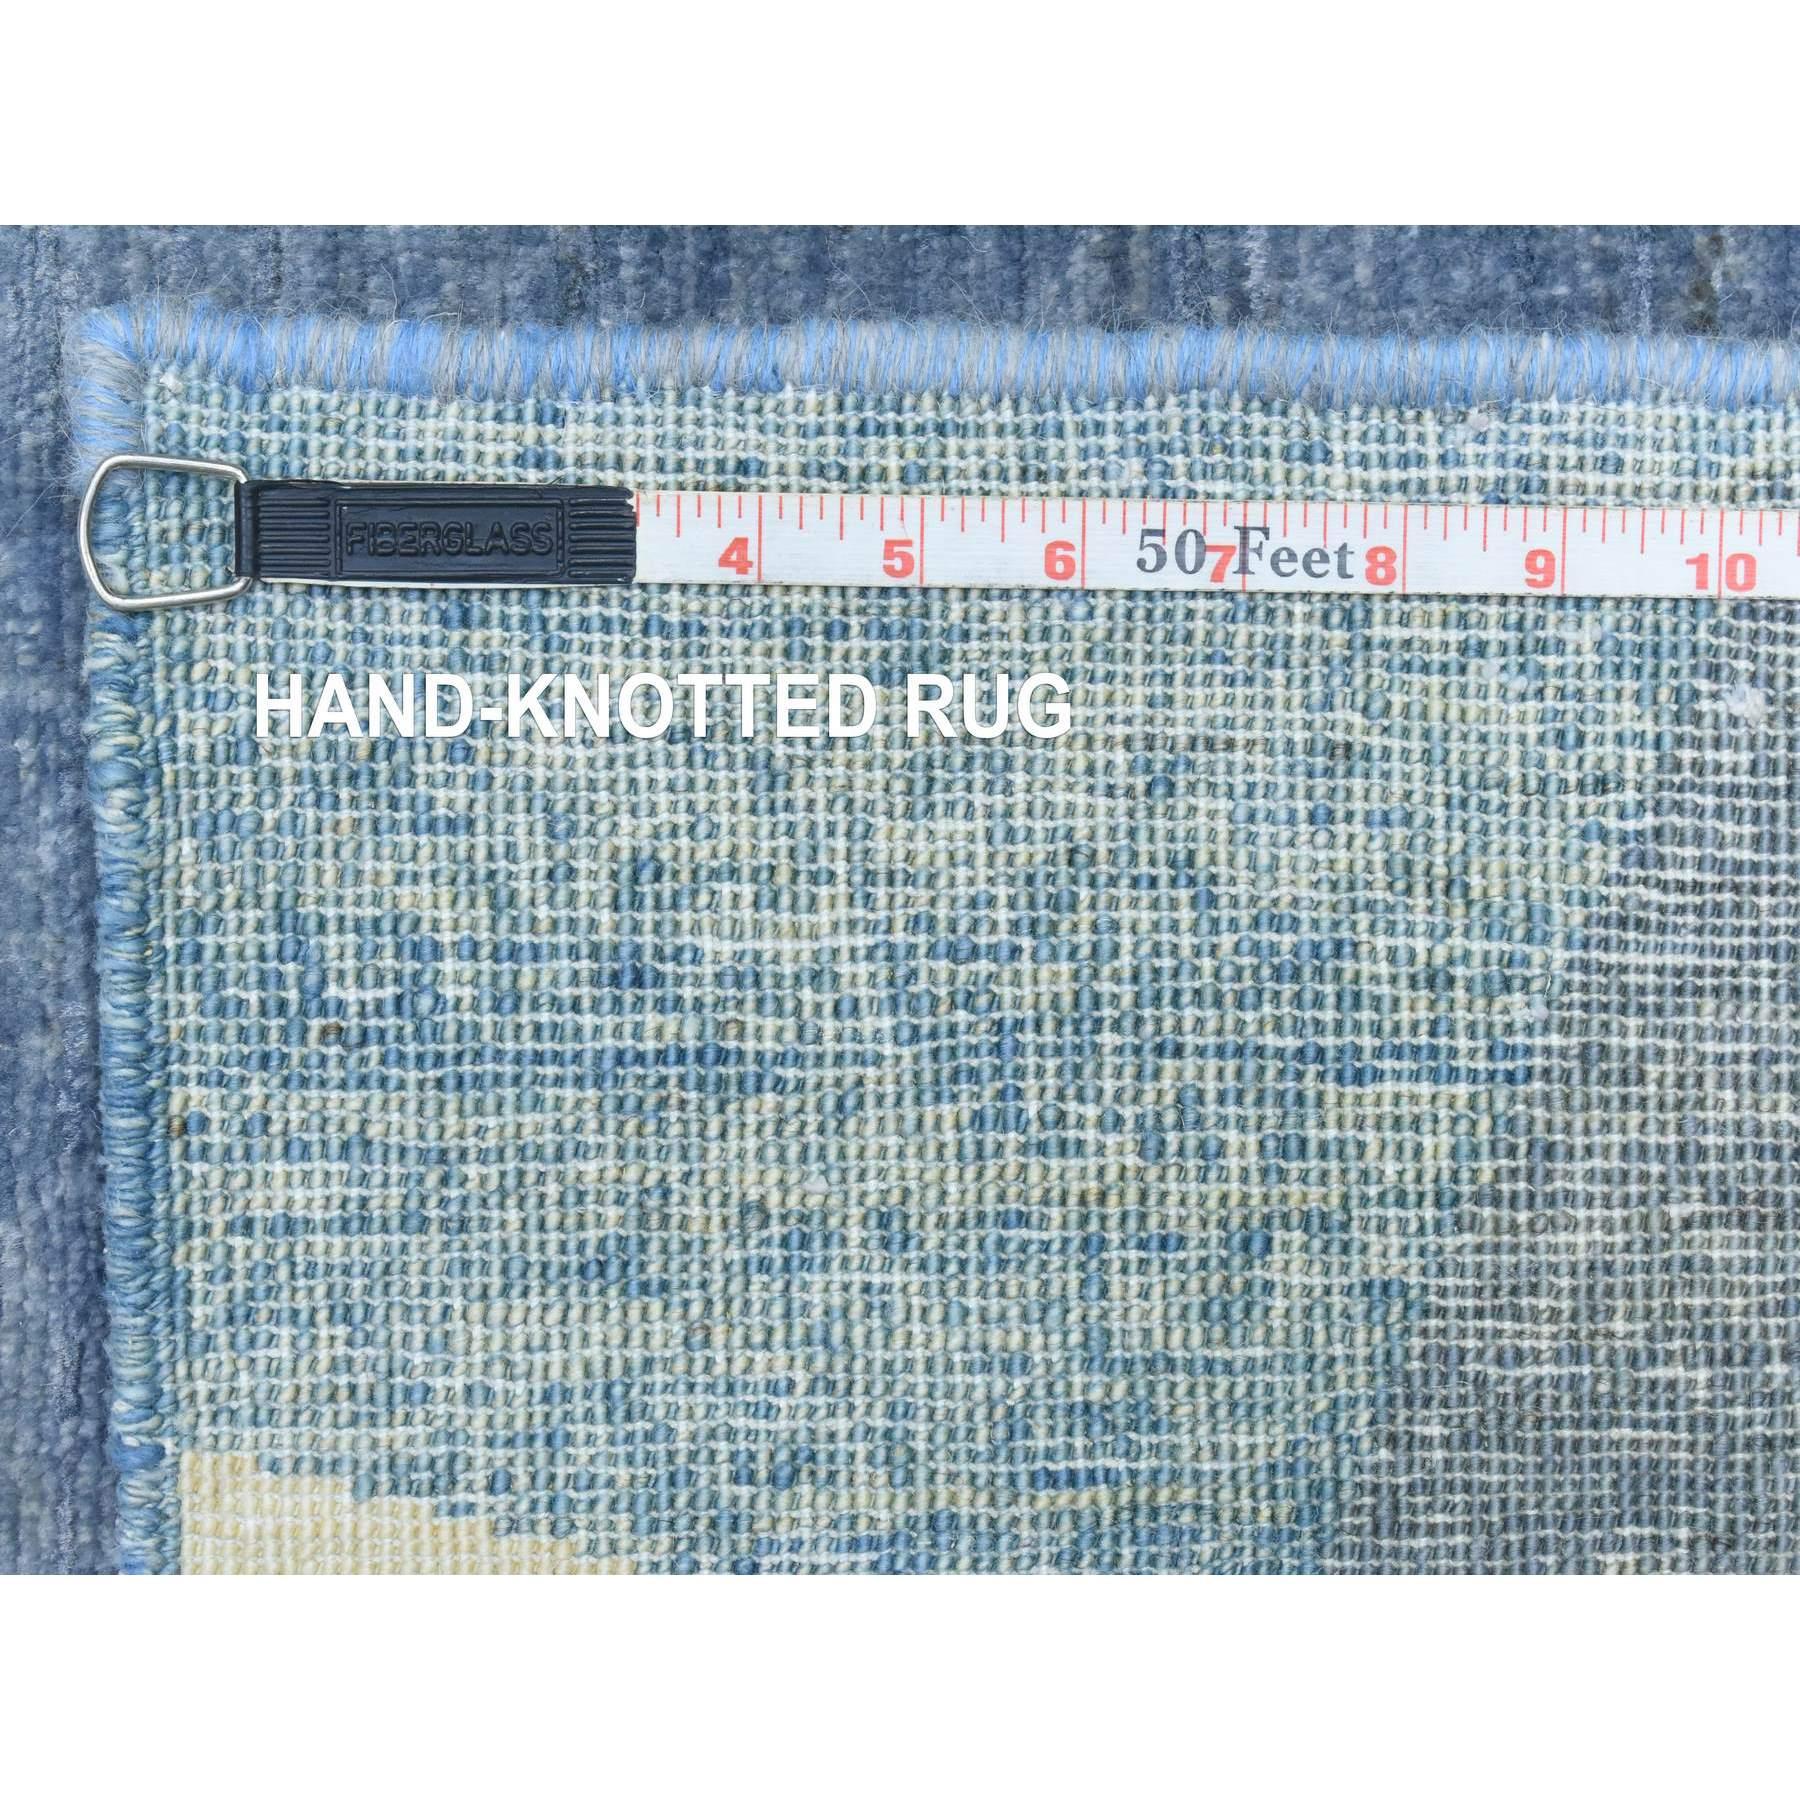 FIBERGLASS 4 5 6 50 7 Feet 8 9 10
HAND-KNOTTED RUG